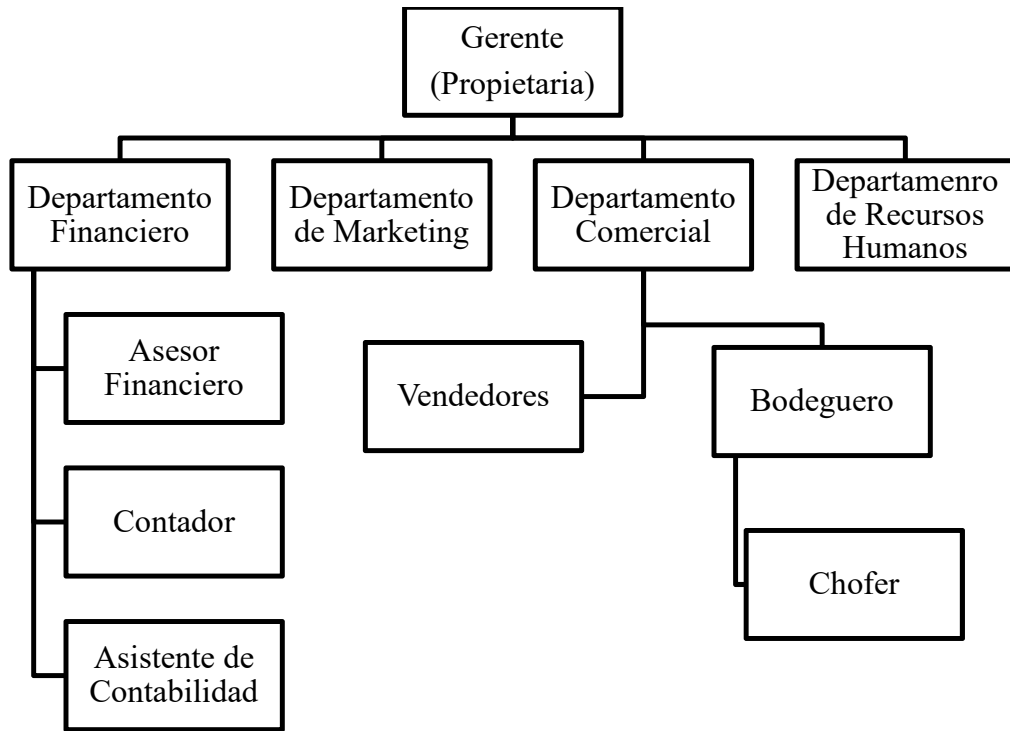 Gerente
(Propietaria)
Departamento
Financiero
Departamento
de Marketing
Departamento
Comercial
Departamenro
de Recursos
Humanos
Asesor
Financiero
Vendedores
Bodeguero
Contador
Chofer
Asistente de
Contabilidad